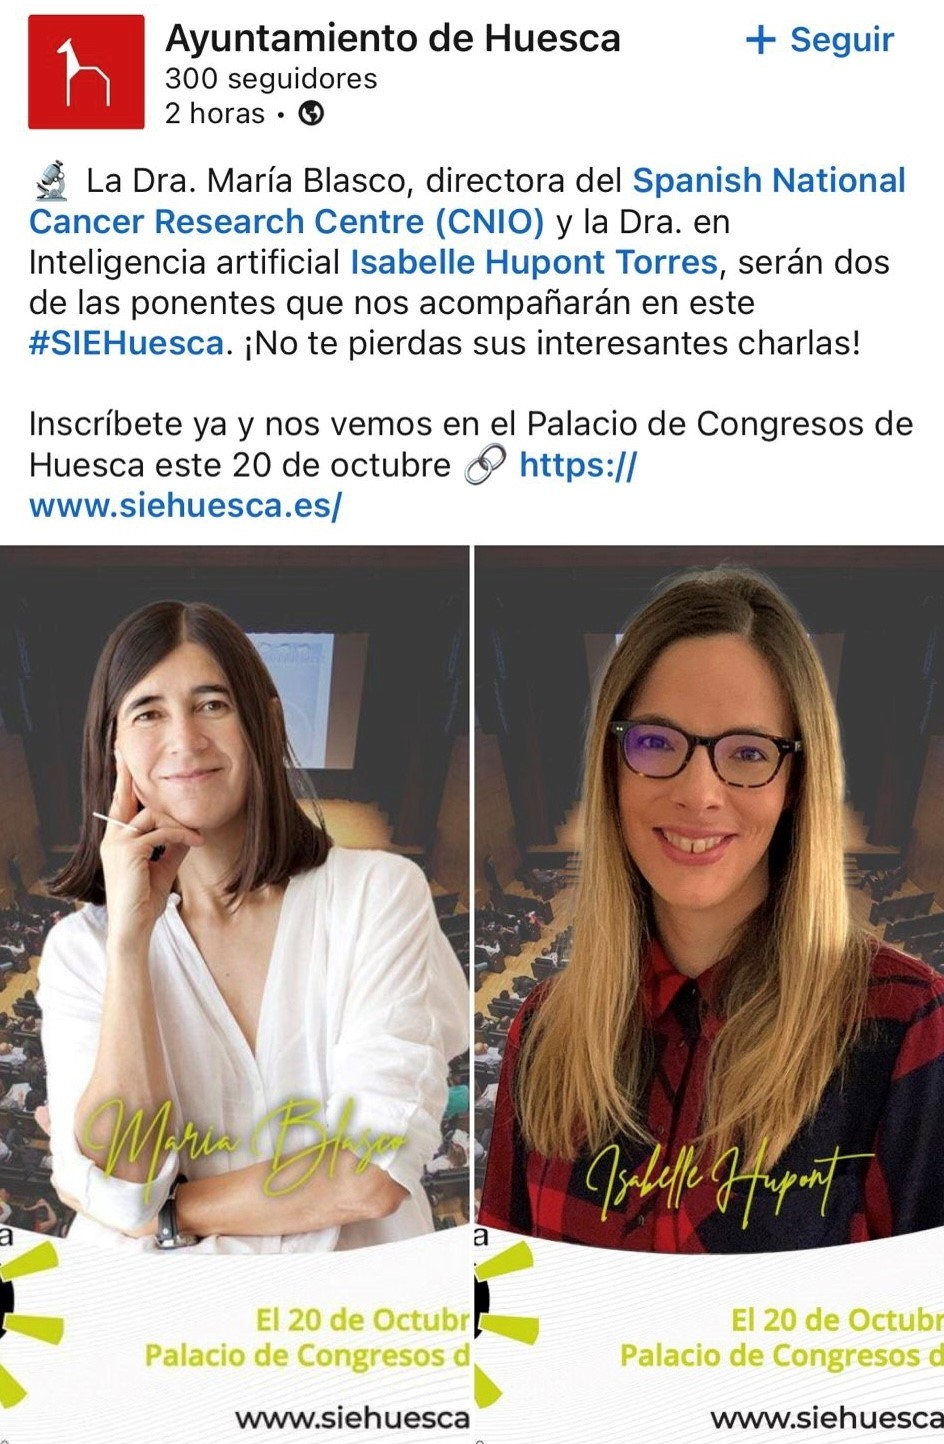 Ayuntamiento de Huesca
+ Seguir
300 seguidores
2 horas •
La Dra. María Blasco, directora del Spanish National
Cancer Research Centre (CNIO) y la Dra. en
Inteligencia artificial Isabelle Hupont Torres, serán dos
de las ponentes que nos acompañarán en este
#SIEHuesca. ¡No te pierdas sus interesantes charlas!
Inscríbete ya y nos vemos en el Palacio de Congresos de
Huesca este 20 de octubre https://
www.siehuesca.es/
María Blasco
a
El 20 de Octubr
Palacio de Congresos d
www.siehuesca
Isabelle Hupont
a
El 20 de Octubr
Palacio de Congresos d
www.siehuesca